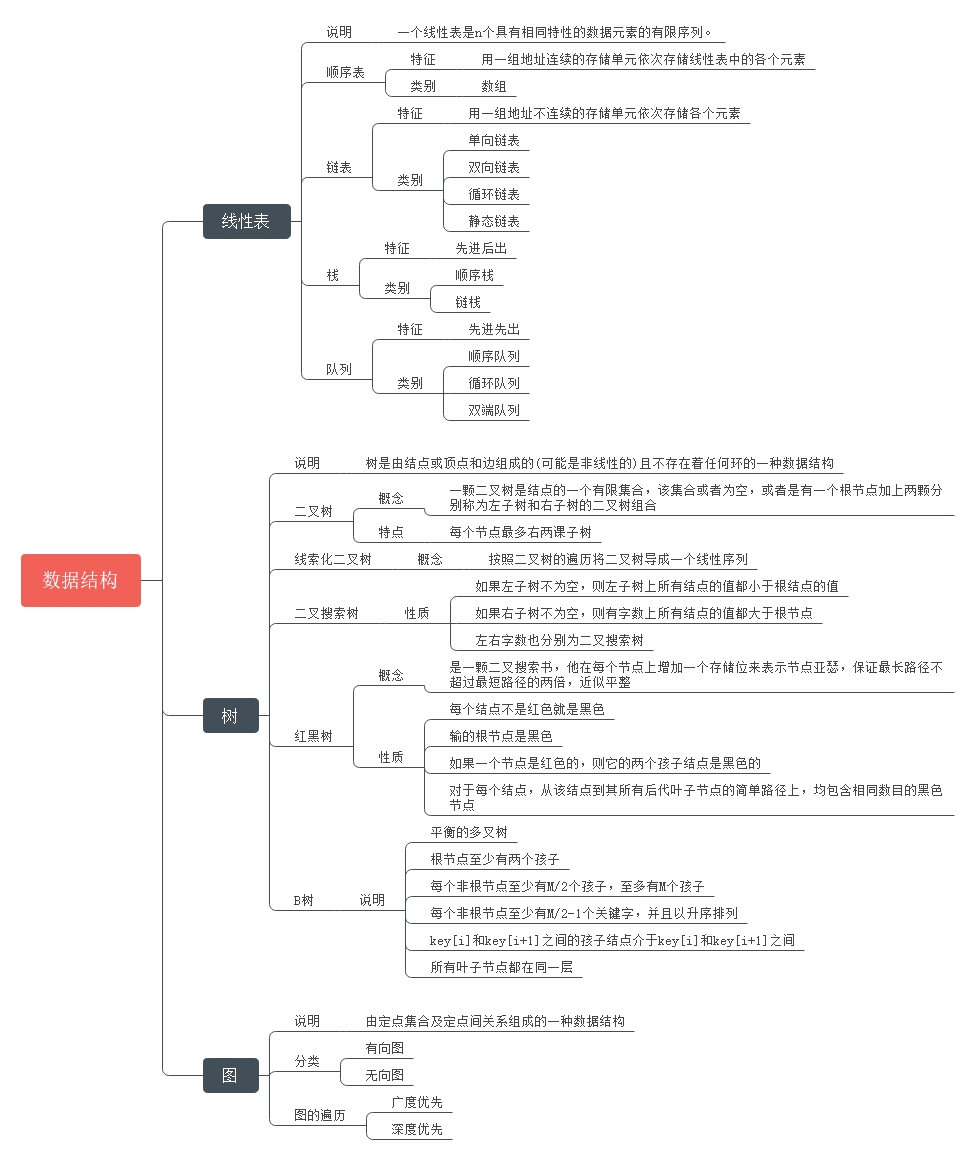 数据结构
线性表
说明
一个线性表是n个具有相同特性的数据元素的有限序列。
顺序表
特征
用一组地址连续的存储单元依次存储线性表中的各个元素
类别
数组
链表
特征
用一组地址不连续的存储单元依次存储各个元素
类别
单向链表
双向链表
循环链表
静态链表
栈
特征
先进后出
类别
顺序栈
链栈
队列
特征
先进先出
类别
顺序队列
循环队列
双端队列
树
说明
树是由结点或顶点和边组成的(可能是非线性的)且不存在着任何环的一种数据结构
二叉树
概念
一颗二叉树是结点的一个有限集合，该集合或者为空，或者是有一个根节点加上两颗分
别称为左子树和右子树的二叉树组合
特点
每个节点最多右两课子树
线索化二叉树
概念
按照二叉树的遍历将二叉树导成一个线性序列
二叉搜索树
性质
如果左子树不为空，则左子树上所有结点的值都小于根结点的值
如果右子树不为空，则有字数上所有结点的值都大于根节点
左右字数也分别为二叉搜索树
红黑树
概念
是一颗二叉搜索书，他在每个节点上增加一个存储位来表示节点亚瑟，保证最长路径不
超过最短路径的两倍，近似平整
性质
每个结点不是红色就是黑色
输的根节点是黑色
如果一个节点是红色的，则它的两个孩子结点是黑色的
对于每个结点，从该结点到其所有后代叶子节点的简单路径上，均包含相同数目的黑色
节点
B树
说明
平衡的多叉树
根节点至少有两个孩子
每个非根节点至少有M/2个孩子，至多有M个孩子
每个非根节点至少有M/2-1个关键字，并且以升序排列
key[i]和key[i+1]之间的孩子结点介于key[i]和key[i+1]之间
所有叶子节点都在同一层
图
说明
由定点集合及定点间关系组成的一种数据结构
分类
有向图
无向图
图的遍历
广度优先
深度优先